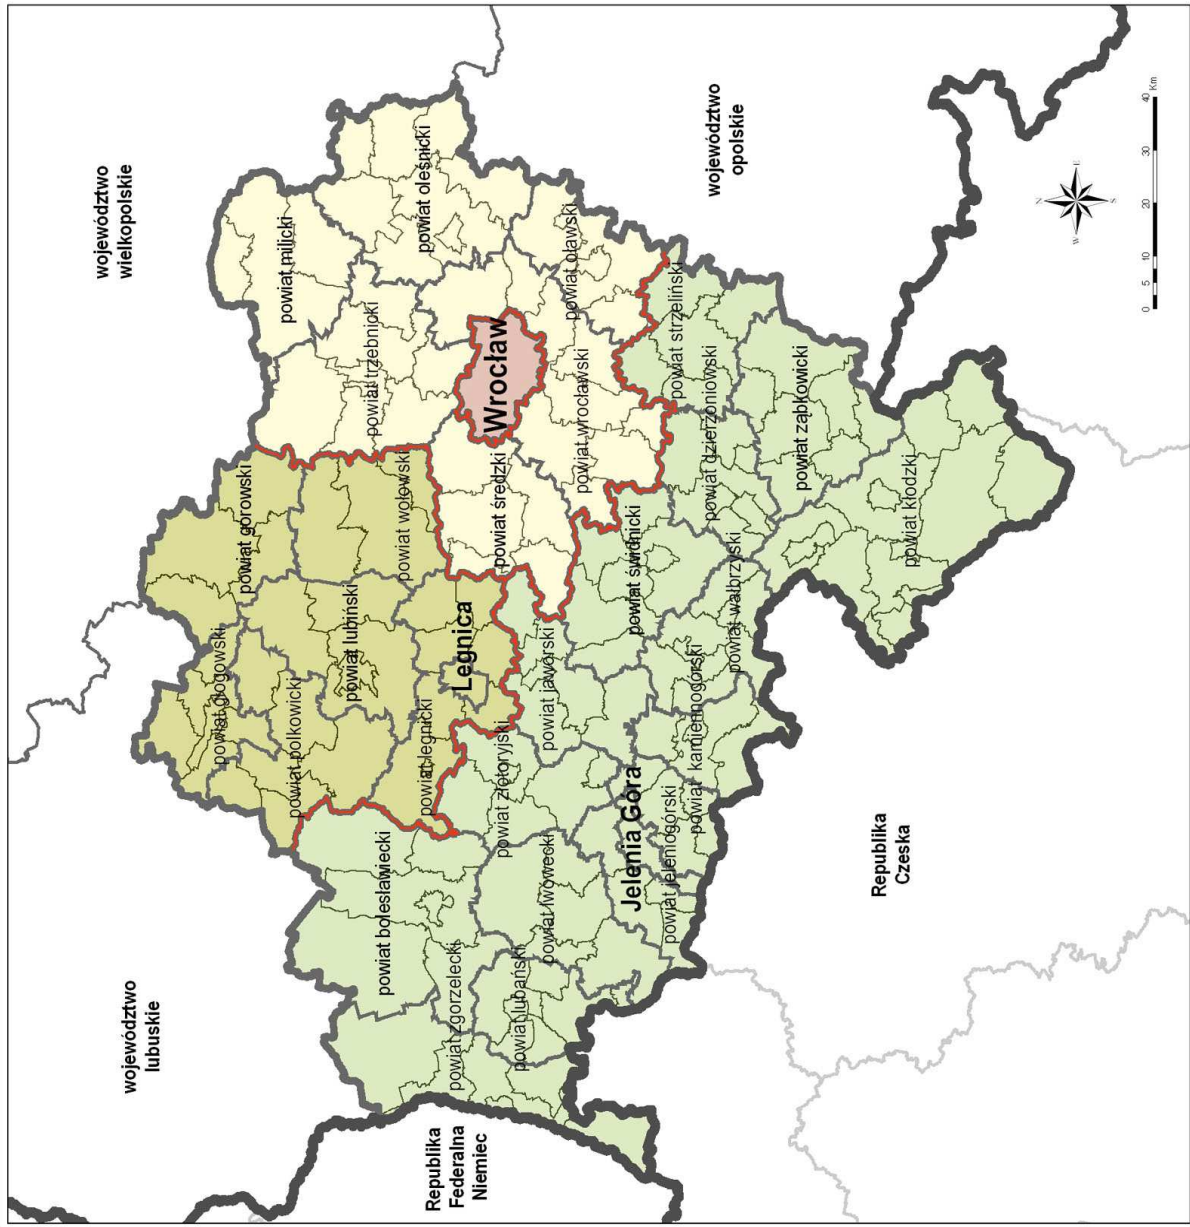 województwo
lubuskie
województwo
wielkopolskie
powiat głogowski
powiat górowski
powiat milicki
powiat polkowicki
powiat lubiński
powiat trzebnicki
powiat bolesławiecki
powiat wołowski
powiat oleśnicki
powiat legnicki
Republika
Federalna
Niemiec
powiat zgorzelecki
Legnica
Wrocław
powiat złotoryjski
powiat średzki
powiat lubański
powiat lwówecki
powiat jaworski
powiat wrocławski
powiat oławski
Jelenia Góra
powiat świdnicki
powiat jeleniogórski
powiat strzeliński
powiat kamiennogórski
powiat dzierżoniowski
powiat wałbrzyski
województwo
opolskie
powiat ząbkowicki
Republika
Czeska
powiat kłodzki
N
W
E
S
0 5 10 20 30 40 Km